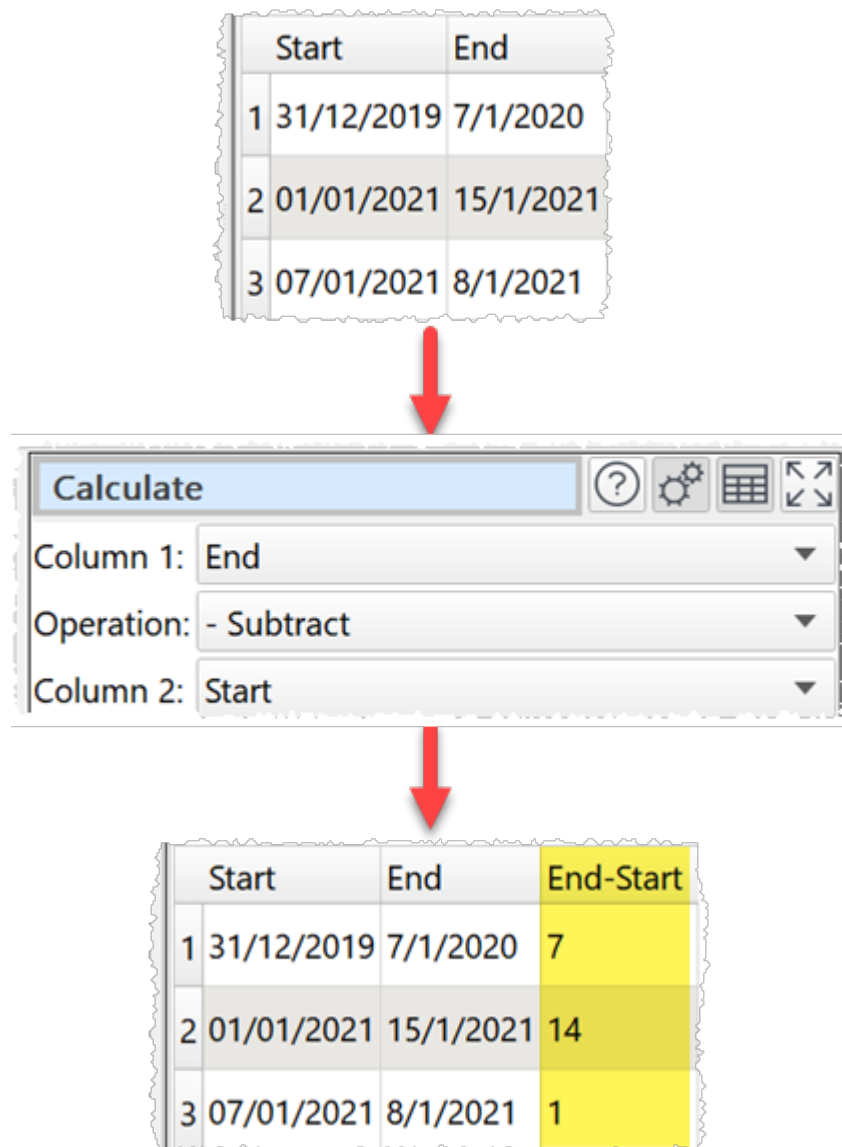 Start End
1 31/12/2019 7/1/2020
2 01/01/2021 15/1/2021
3 07/01/2021 8/1/2021
Calculate ?
Column 1: End
Operation: - Subtract
Column 2: Start
Start End End-Start
1 31/12/2019 7/1/2020 7
2 01/01/2021 15/1/2021 14
3 07/01/2021 8/1/2021 1